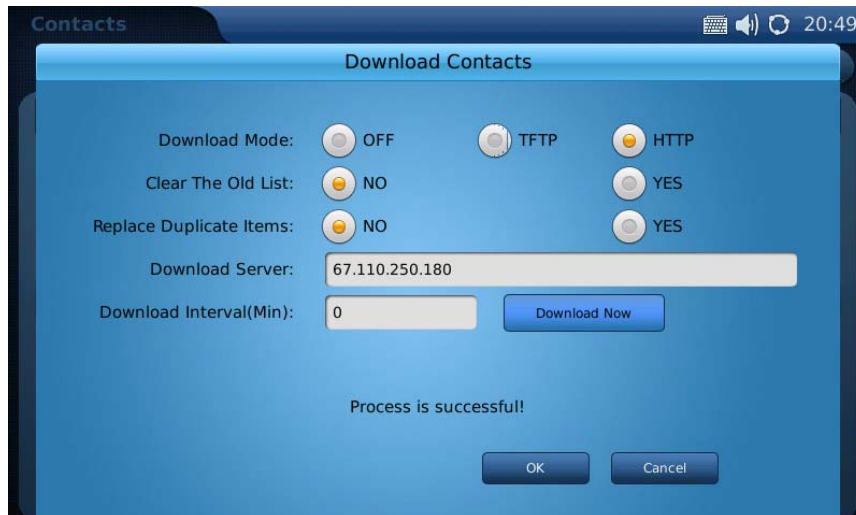 Contacts 20:49
Download Contacts
Download Mode: OFF TFTP HTTP
Clear The Old List: NO YES
Replace Duplicate Items: NO YES
Download Server: 67.110.250.180
Download Interval(Min): 0 Download Now
Process is successful!
OK Cancel